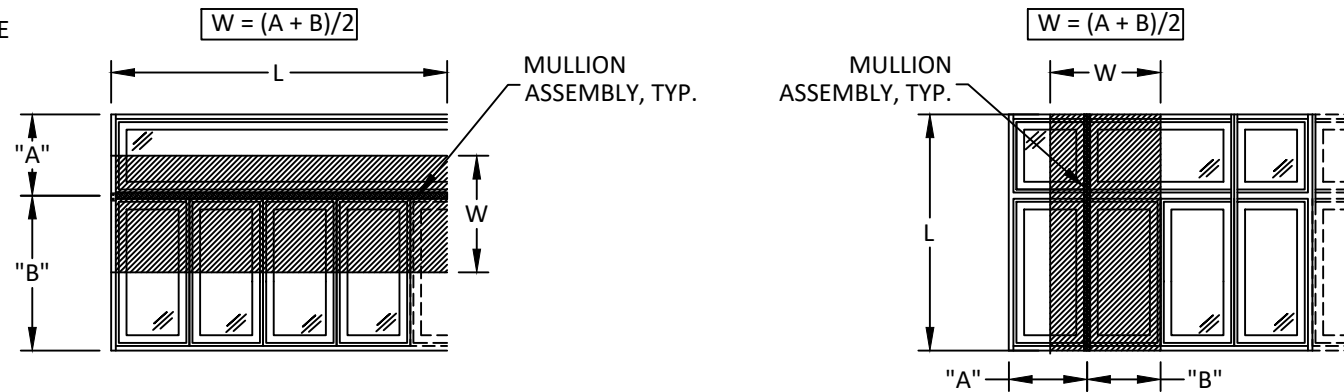 E
W = (A + B)/2
L
MULLION
ASSEMBLY, TYP.
"A"
"B"
W
W = (A + B)/2
W
MULLION
ASSEMBLY, TYP.
L
"A"
"B"